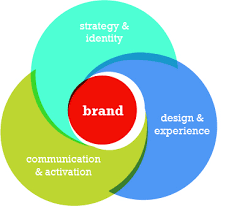 strategy &
identity
brand
design &
experience
communication
& activation